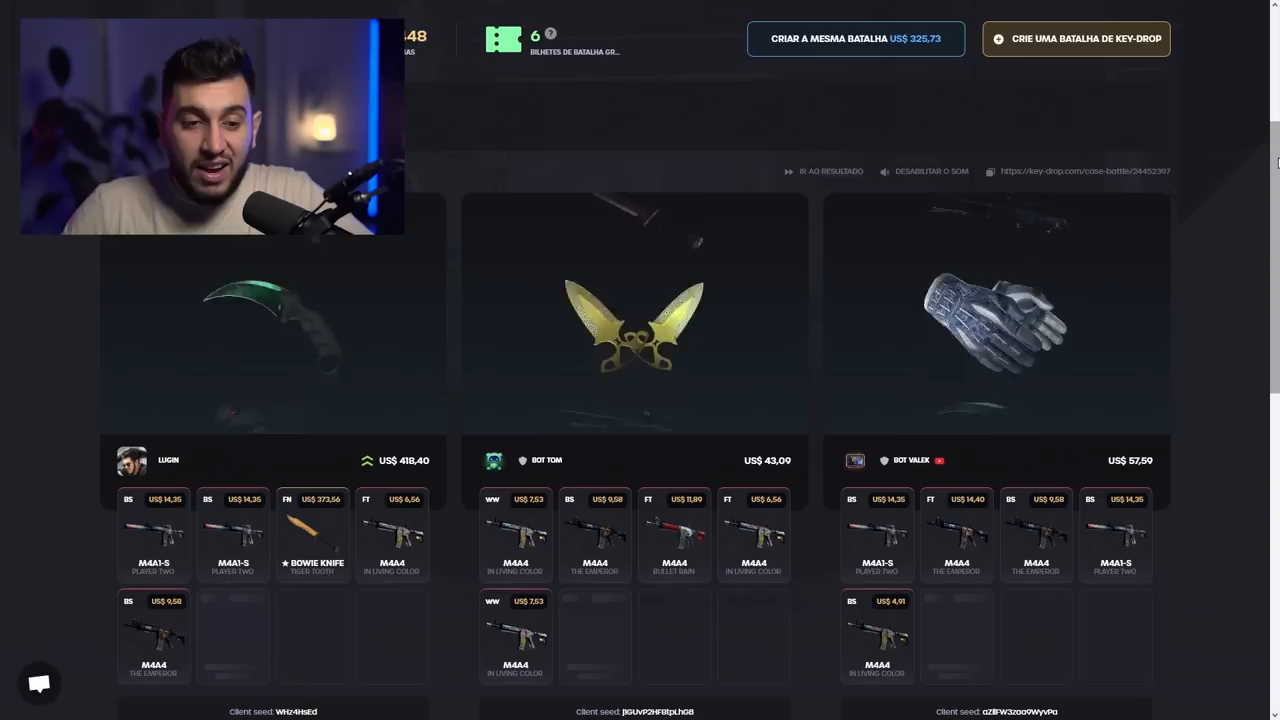 448
IAS
6 ?
BILHETES DE BATALHA GR...
CRIAR A MESMA BATALHA US$ 325,73
CRIE UMA BATALHA DE KEY-DROP
IR AO RESULTADO
DESABILITAR O SOM
https://key-drop.com/case-battle/24452397
LUGIN
US$ 418,40
BS US$ 14,35
M4A1-S
PLAYER TWO
BS US$ 14,35
M4A1-S
PLAYER TWO
FN US$ 373,56
★ BOWIE KNIFE
TIGER TOOTH
FT US$ 6,56
M4A4
IN LIVING COLOR
BS US$ 9,58
M4A4
THE EMPEROR
Client seed: WHz4HsEd
BOT TOM
US$ 43,09
WW US$ 7,53
M4A4
IN LIVING COLOR
BS US$ 9,58
M4A4
THE EMPEROR
FT US$ 11,89
M4A4
BULLET RAIN
FT US$ 6,56
M4A4
IN LIVING COLOR
WW US$ 7,53
M4A4
IN LIVING COLOR
Client seed:
BOT VALEK
US$ 57,59
BS US$ 14,35
M4A1-S
PLAYER TWO
FT US$ 14,40
M4A4
THE EMPEROR
BS US$ 9,58
M4A4
THE EMPEROR
BS US$ 14,35
M4A1-S
PLAYER TWO
BS US$ 4,91
M4A4
IN LIVING COLOR
Client seed: